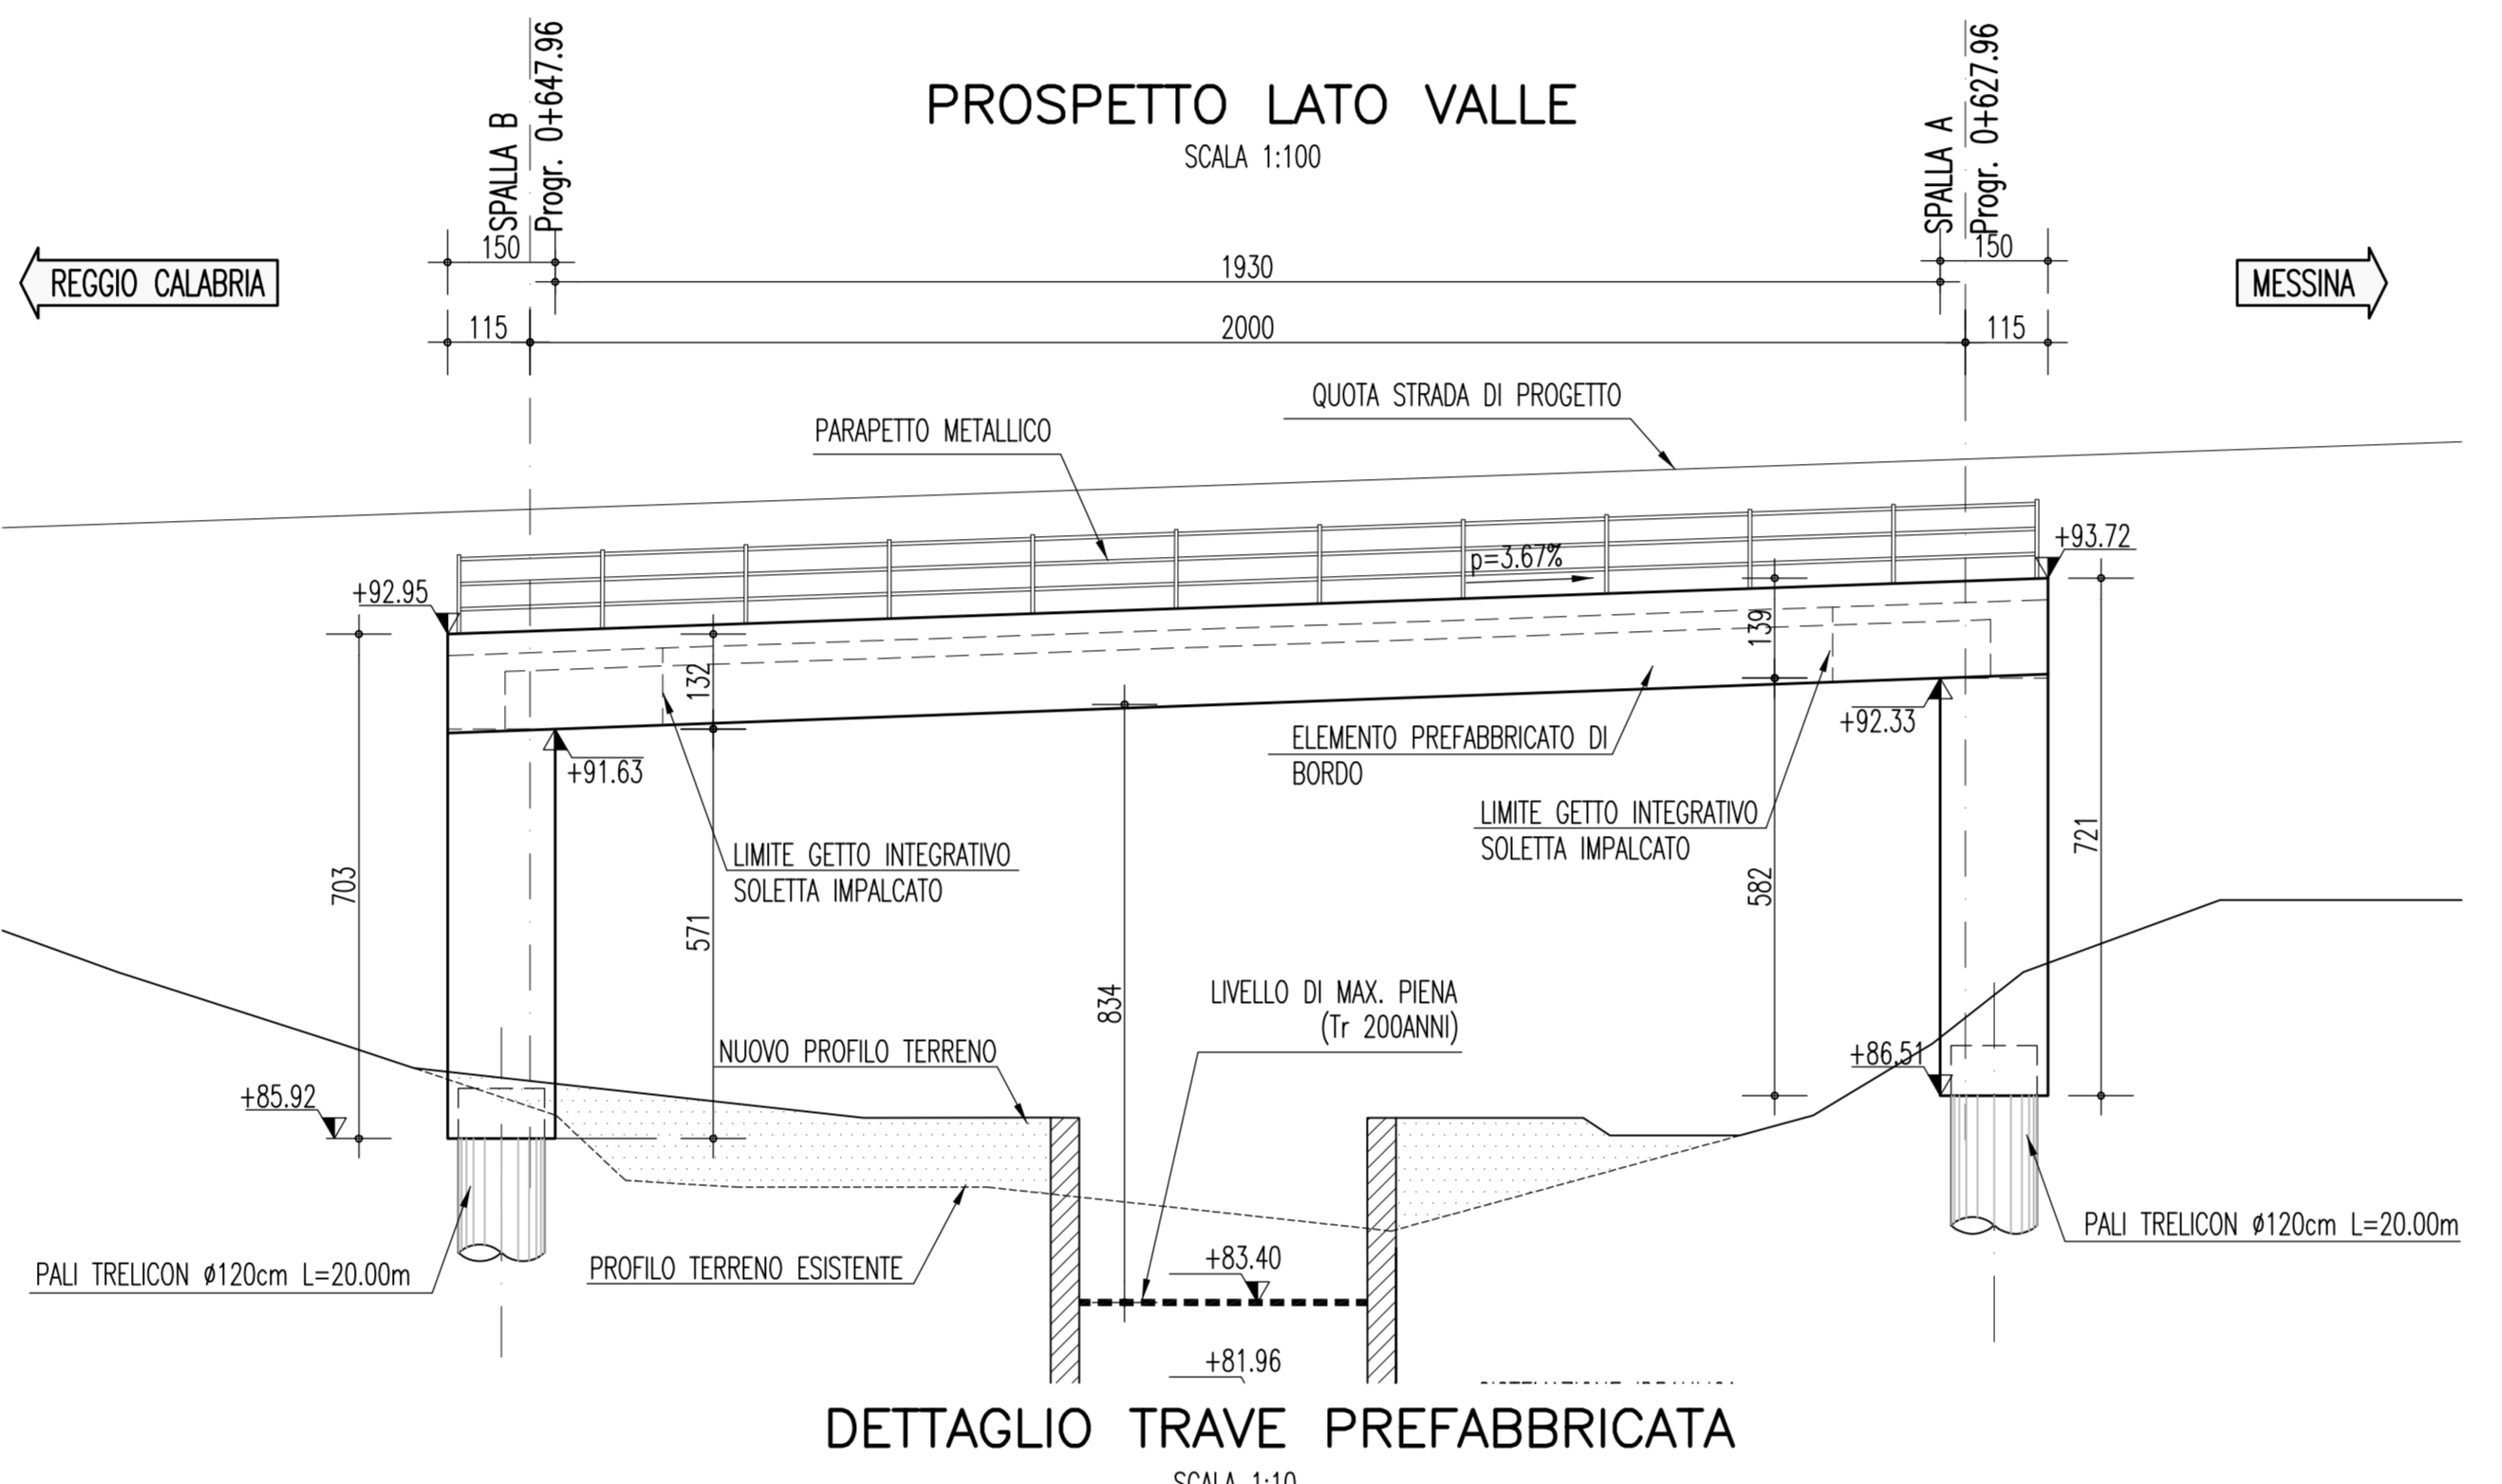 SPALLA B
Progr. 0+647.96
PROSPETTO LATO VALLE
SCALA 1:100
SPALLA A
Progr. 0+627.96
REGGIO CALABRIA
150
1930
150
MESSINA
115
2000
115
QUOTA STRADA DI PROGETTO
PARAPETTO METALLICO
+93.72
p=3.67%
+92.95
139
132
+92.33
ELEMENTO PREFABBRICATO DI
BORDO
+91.63
LIMITE GETTO INTEGRATIVO
SOLETTA IMPALCATO
LIMITE GETTO INTEGRATIVO
SOLETTA IMPALCATO
703
571
834
582
721
LIVELLO DI MAX. PIENA
(Tr 200ANNI)
NUOVO PROFILO TERRENO
+86.51
+85.92
PALI TRELICON ø120cm L=20.00m
PROFILO TERRENO ESISTENTE
+83.40
PALI TRELICON ø120cm L=20.00m
+81.96
DETTAGLIO TRAVE PREFABBRICATA
SCALA 1:10